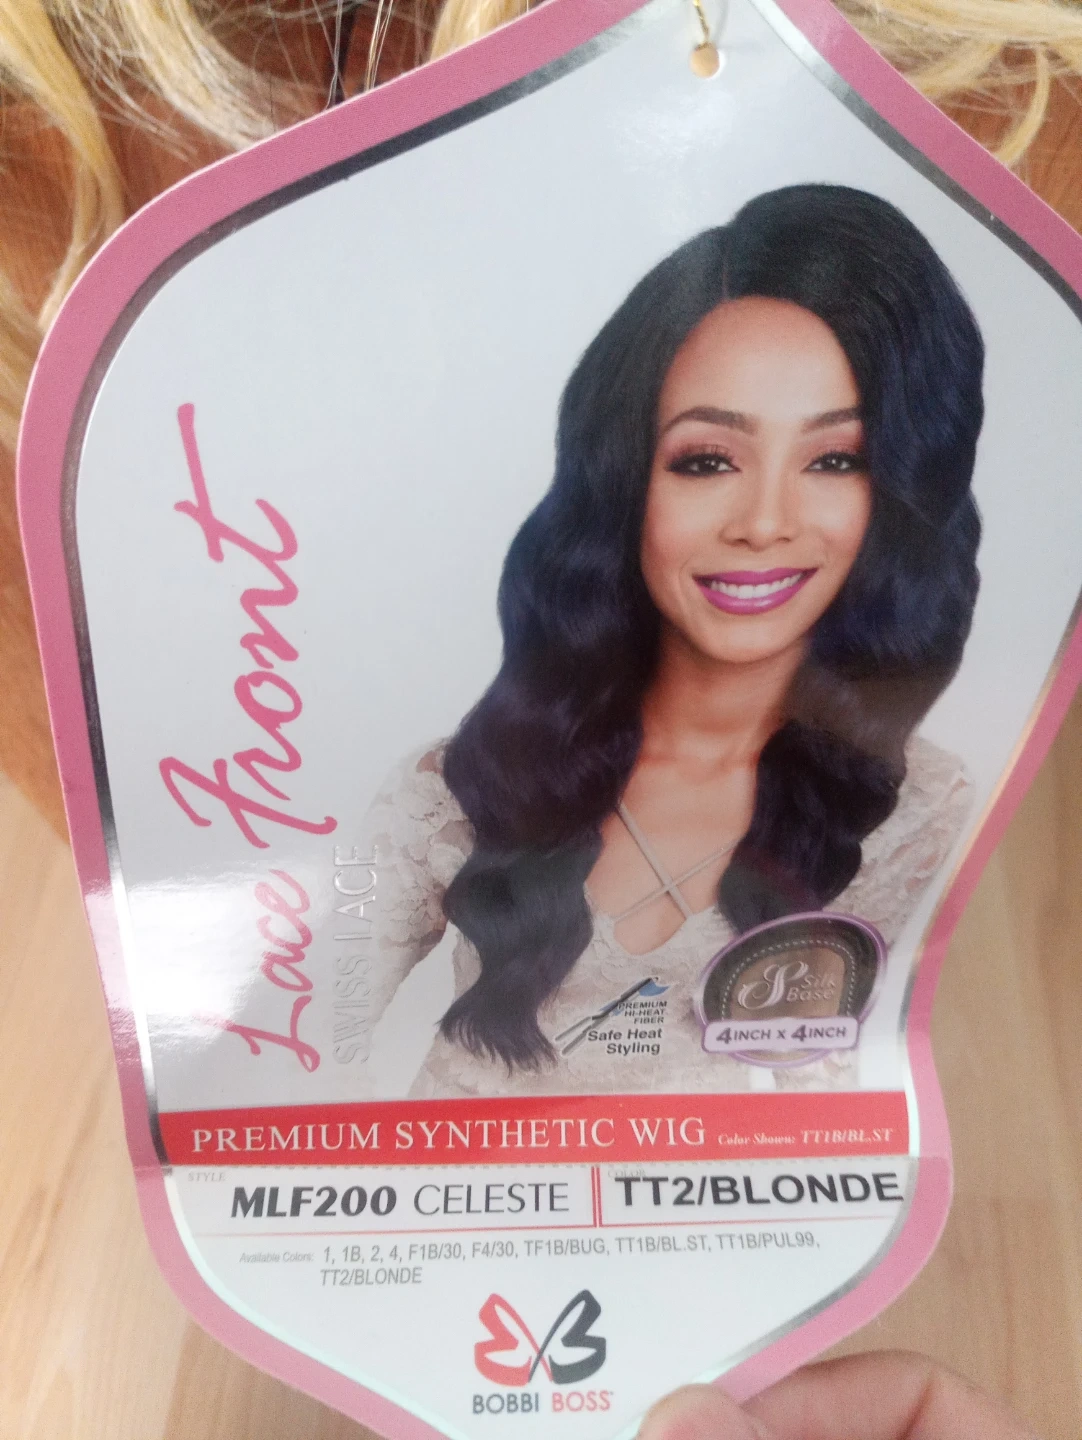 Lace Front
SWISS LACE
PREMIUM
HI-HEAT
FIBER
Safe Heat
Styling
S Silk
Base
4INCH X 4INCH
PREMIUM SYNTHETIC WIG Color Shown: TT1B/BL.ST
STYLE
COLOR
MLF200 CELESTE
TT2/BLONDE
Available Colors: 1, 1B, 2, 4, F1B/30, F4/30, TF1B/BUG, TT1B/BL.ST, TT1B/PUL99,
TT2/BLONDE
BOBBI BOSS